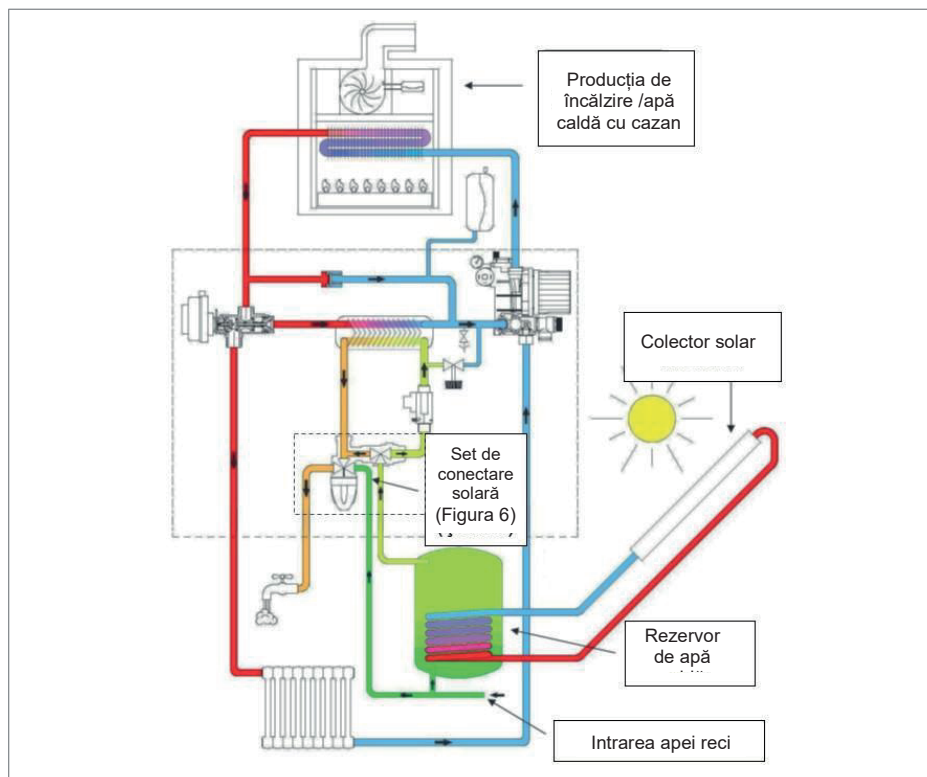 Producția de
încălzire /apă
caldă cu cazan
Colector solar
Set de
conectare
solară
(Figura 6)
Rezervor
de apă
Intrarea apei reci